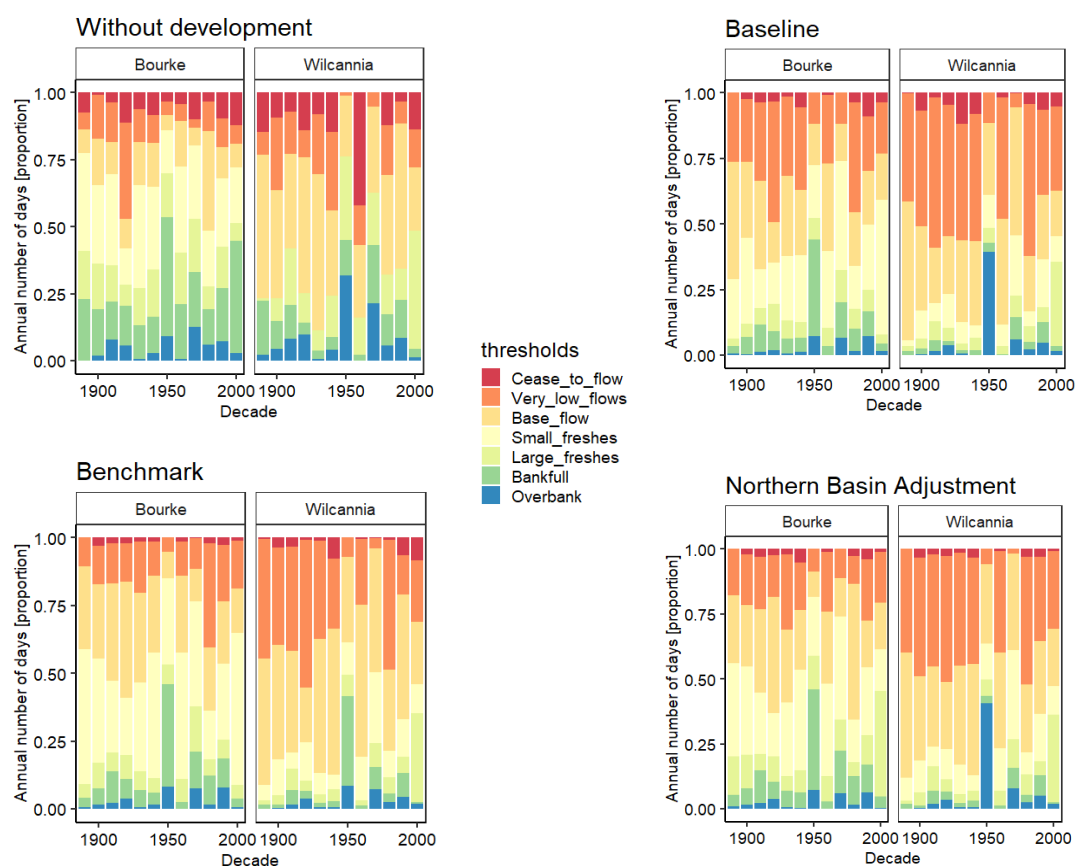 Without development
Bourke
Wilcannia
Annual number of days [proportion]
1.00
0.75
0.50
0.25
0.00
1900
1950
2000
1900
1950
2000
Decade
Baseline
Bourke
Wilcannia
Annual number of days [proportion]
1.00
0.75
0.50
0.25
0.00
1900
1950
2000
1900
1950
2000
Decade
thresholds
Cease_to_flow
Very_low_flows
Base_flow
Small_freshes
Large_freshes
Bankfull
Overbank
Benchmark
Bourke
Wilcannia
Annual number of days [proportion]
1.00
0.75
0.50
0.25
0.00
1900
1950
2000
1900
1950
2000
Decade
Northern Basin Adjustment
Bourke
Wilcannia
Annual number of days [proportion]
1.00
0.75
0.50
0.25
0.00
1900
1950
2000
1900
1950
2000
Decade